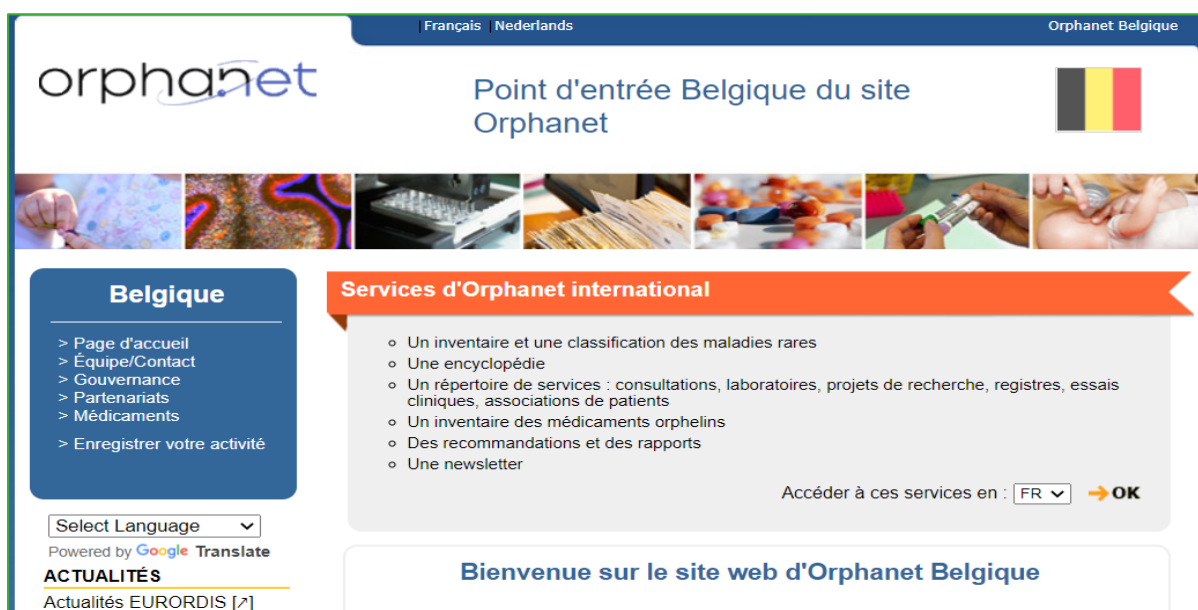 Français | Nederlands
Orphanet Belgique
orphanet
Point d'entrée Belgique du site
Orphanet
Belgique
> Page d'accueil
> Équipe/Contact
> Gouvernance
> Partenariats
> Médicaments
> Enregistrer votre activité
Select Language
Powered by Google Translate
ACTUALITÉS
Actualités EURORDIS [↗]
Services d'Orphanet international
Un inventaire et une classification des maladies rares
Une encyclopédie
Un répertoire de services : consultations, laboratoires, projets de recherche, registres, essais
cliniques, associations de patients
Un inventaire des médicaments orphelins
Des recommandations et des rapports
Une newsletter
Accéder à ces services en : FR OK
Bienvenue sur le site web d'Orphanet Belgique